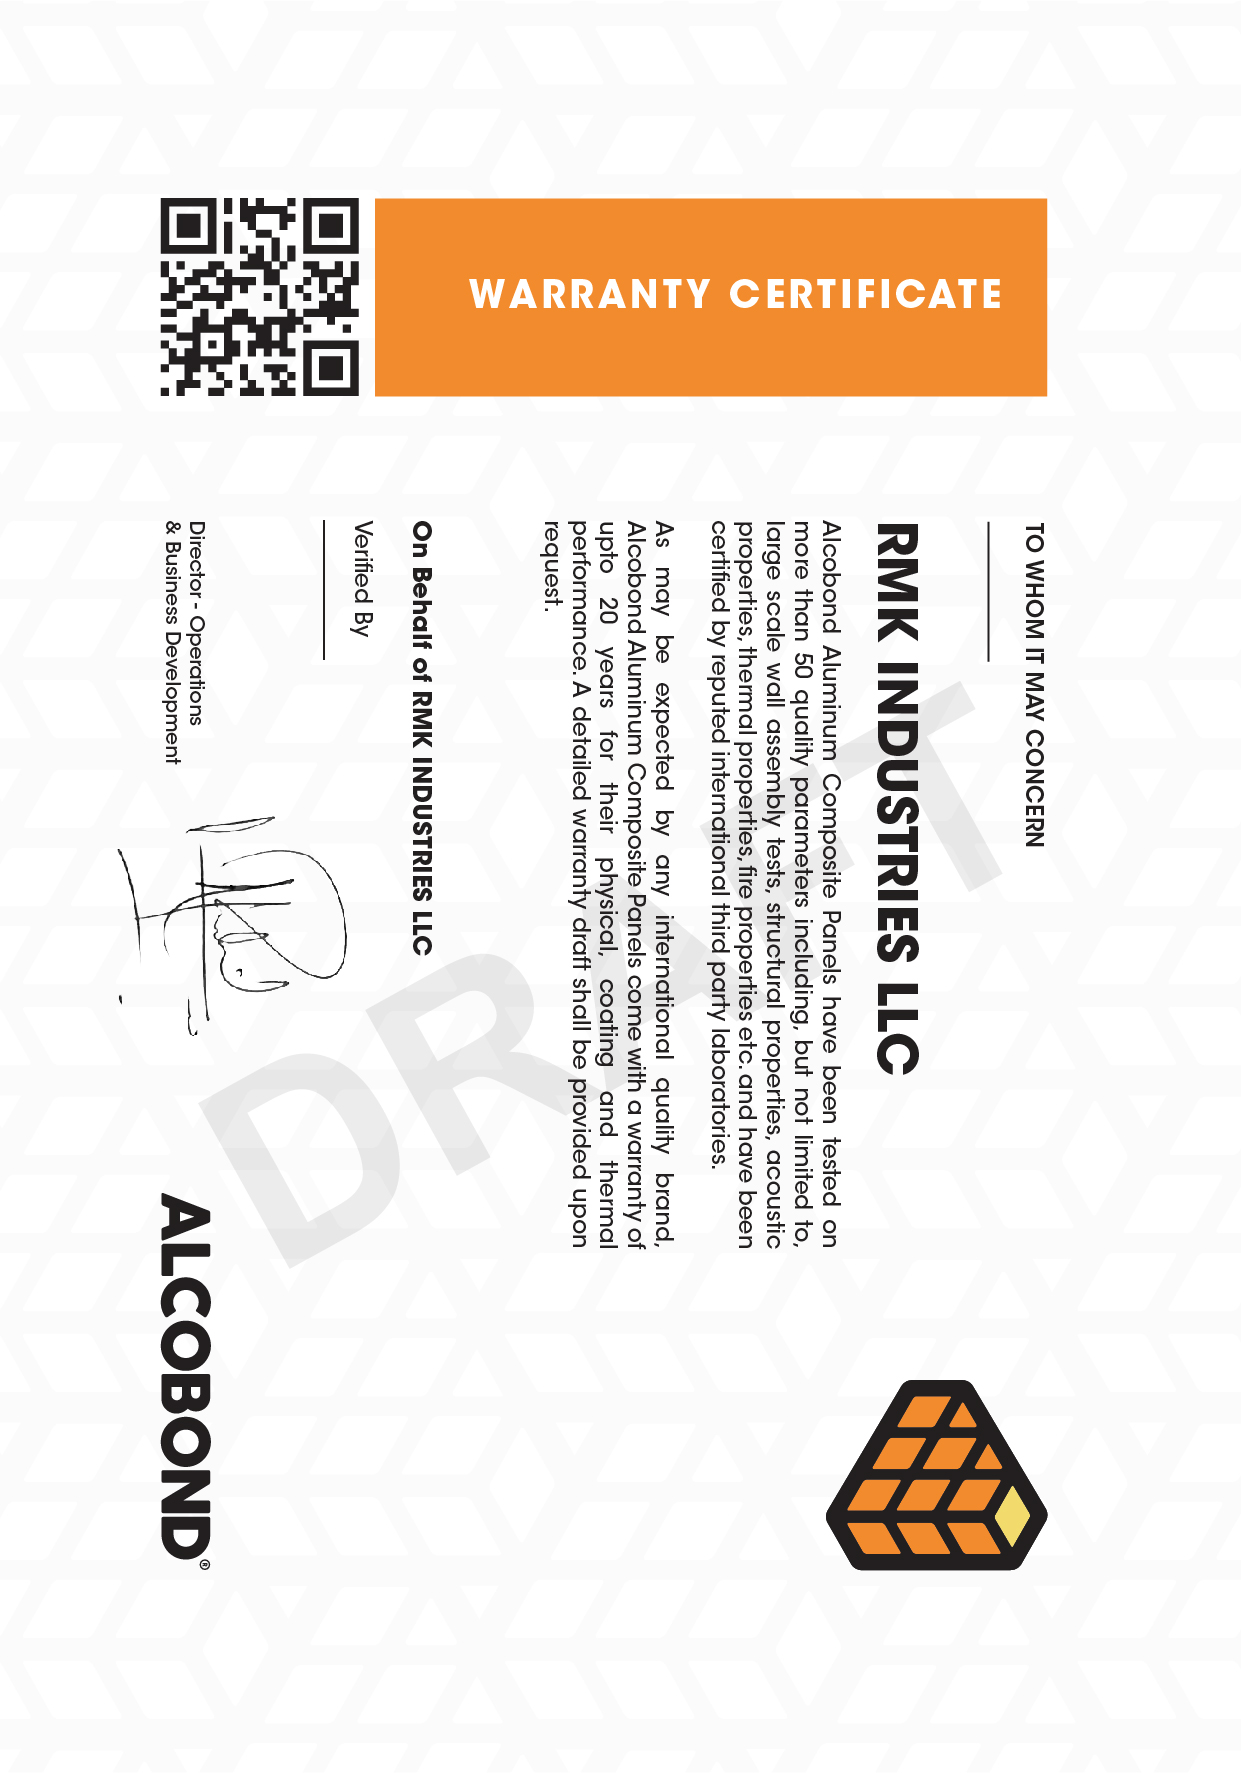 WARRANTY CERTIFICATE
TO WHOM IT MAY CONCERN
RMK INDUSTRIES LLC
Alcobond Aluminum Composite Panels have been tested on
more than 50 quality parameters including, but not limited to,
large scale wall assembly tests, structural properties, acoustic
properties, thermal properties, fire properties etc. and have been
certified by reputed international third party laboratories.
As may be expected by any international quality brand,
Alcobond Aluminum Composite Panels come with a warranty of
upto 20 years for their physical, coating and thermal
performance. A detailed warranty draft shall be provided upon
request.
On Behalf of RMK INDUSTRIES LLC
Verified By
Director - Operations
& Business Development
ALCOBOND®
DRAFT